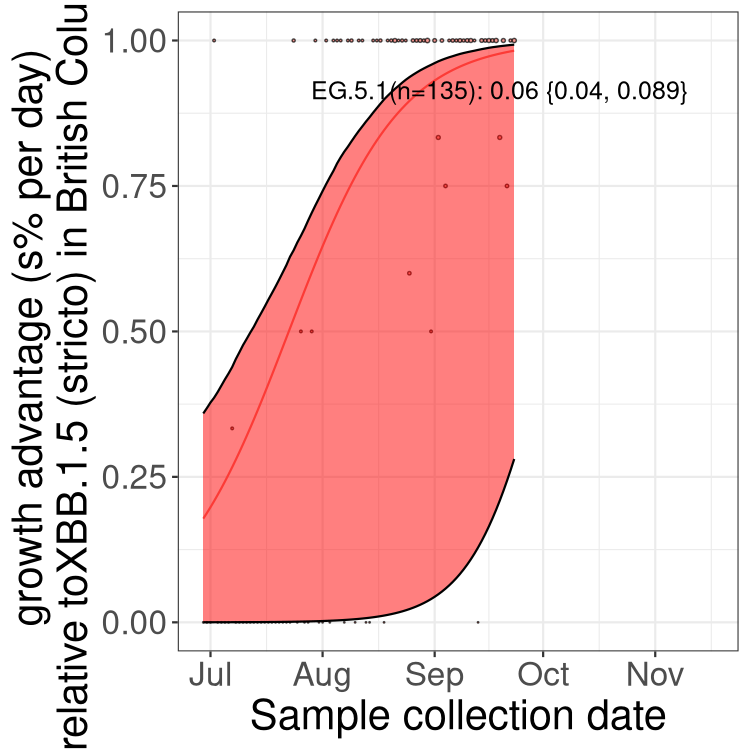 growth advantage (s% per day)
relative toXBB.1.5 (stricto) in British Colu
1.00
0.75
0.50
0.25
0.00
EG.5.1(n=135): 0.06 {0.04, 0.089}
Jul Aug Sep Oct Nov
Sample collection date